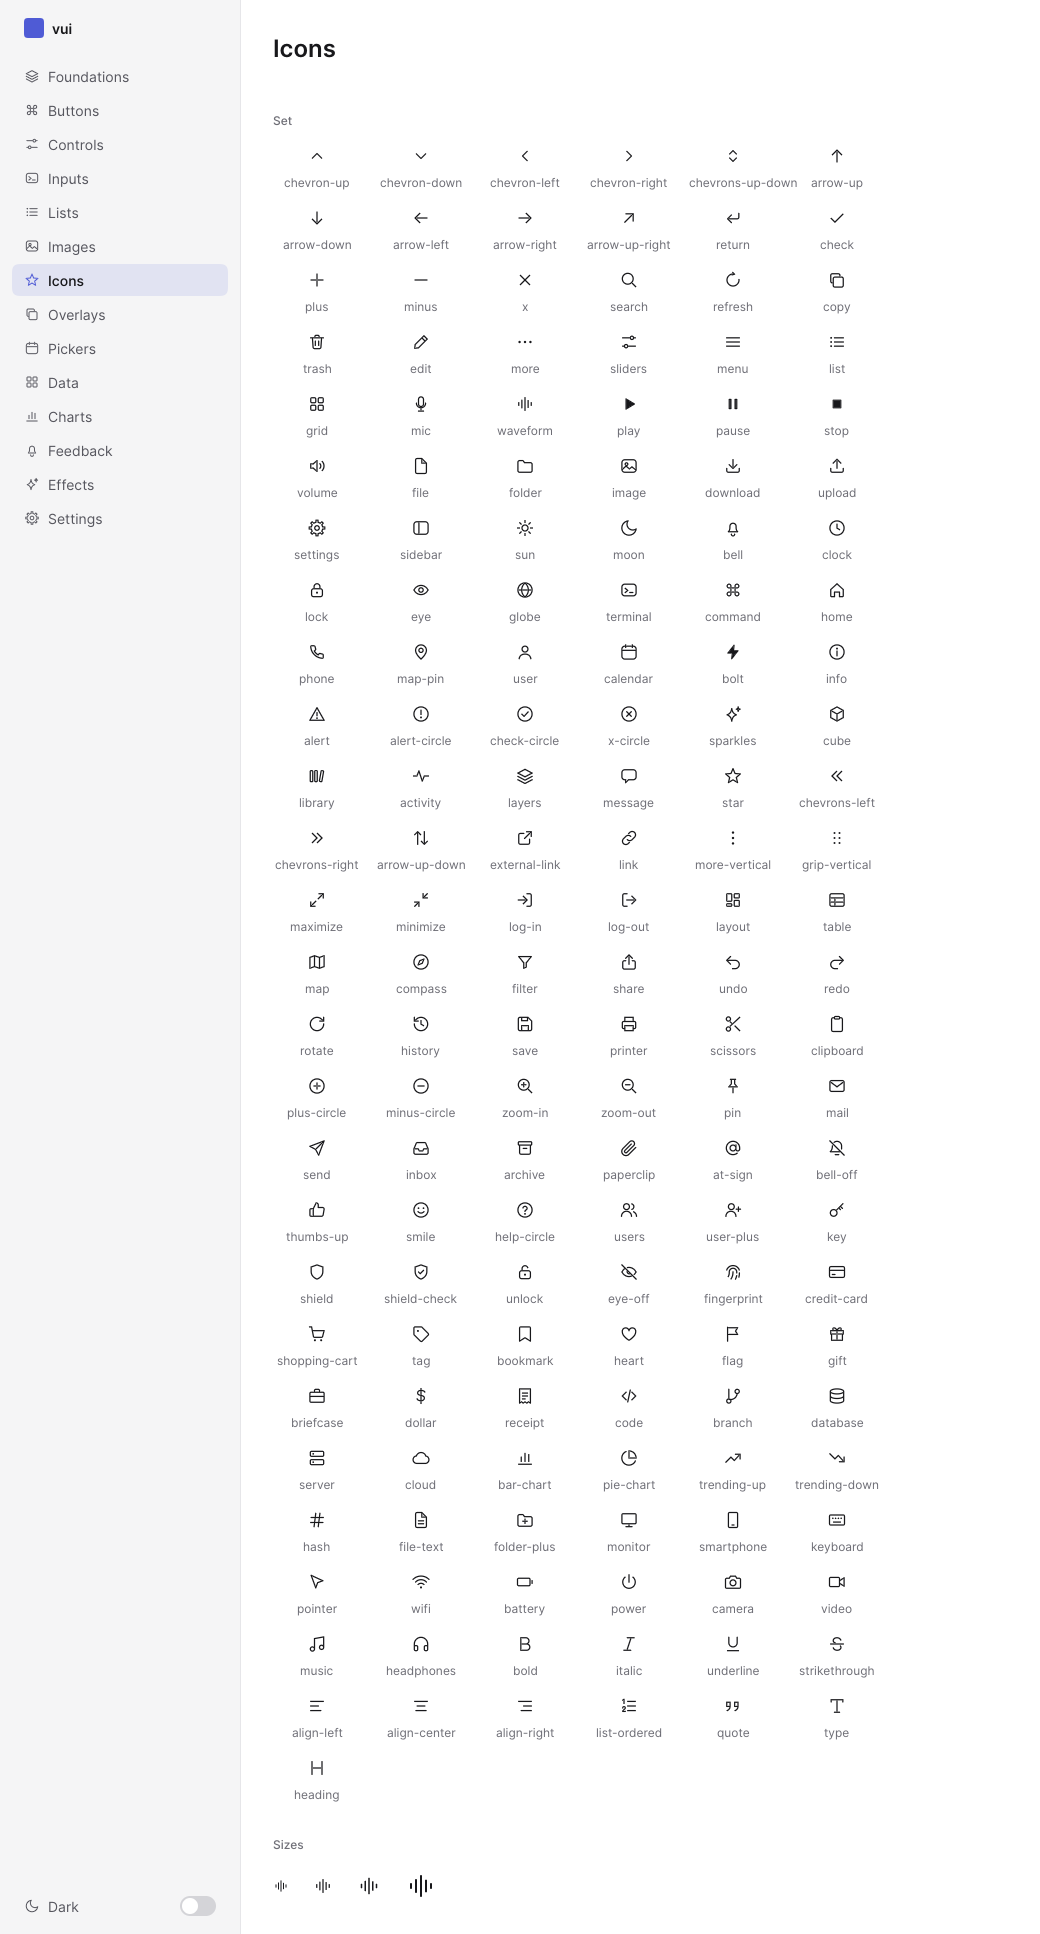 vui
Foundations
Buttons
Controls
Inputs
Lists
Images
Icons
Overlays
Pickers
Data
Charts
Feedback
Effects
Settings
Dark
Icons
Set
chevron-up chevron-down chevron-left chevron-right chevrons-up-down arrow-up
arrow-down arrow-left arrow-right arrow-up-right return check
plus minus x search refresh copy
trash edit more sliders menu list
grid mic waveform play pause stop
volume file folder image download upload
settings sidebar sun moon bell clock
lock eye globe terminal command home
phone map-pin user calendar bolt info
alert alert-circle check-circle x-circle sparkles cube
library activity layers message star chevrons-left
chevrons-right arrow-up-down external-link link more-vertical grip-vertical
maximize minimize log-in log-out layout table
map compass filter share undo redo
rotate history save printer scissors clipboard
plus-circle minus-circle zoom-in zoom-out pin mail
send inbox archive paperclip at-sign bell-off
thumbs-up smile help-circle users user-plus key
shield shield-check unlock eye-off fingerprint credit-card
shopping-cart tag bookmark heart flag gift
briefcase dollar receipt code branch database
server cloud bar-chart pie-chart trending-up trending-down
hash file-text folder-plus monitor smartphone keyboard
pointer wifi battery power camera video
music headphones bold italic underline strikethrough
align-left align-center align-right list-ordered quote type
heading
Sizes